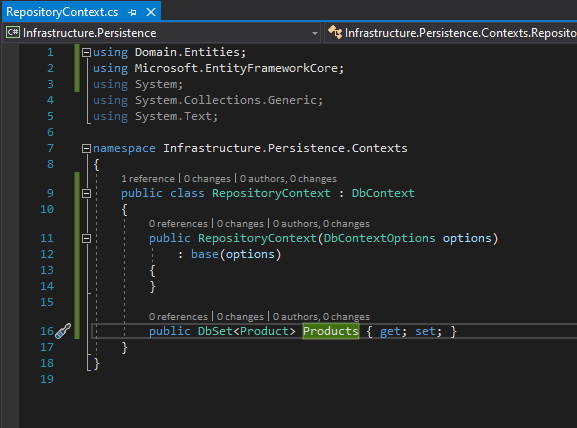 RepositoryContext.cs
C# Infrastructure.Persistence
Infrastructure.Persistence.Contexts.Reposito
1 using Domain.Entities;
2 using Microsoft.EntityFrameworkCore;
3 using System;
4 using System.Collections.Generic;
5 using System.Text;
6
7 namespace Infrastructure.Persistence.Contexts
8 {
1 reference | 0 changes | 0 authors, 0 changes
9 public class RepositoryContext : DbContext
10 {
0 references | 0 changes | 0 authors, 0 changes
11 public RepositoryContext(DbContextOptions options)
12 : base(options)
13 {
14 }
15
0 references | 0 changes | 0 authors, 0 changes
16 public DbSet<Product> Products { get; set; }
17 }
18 }
19